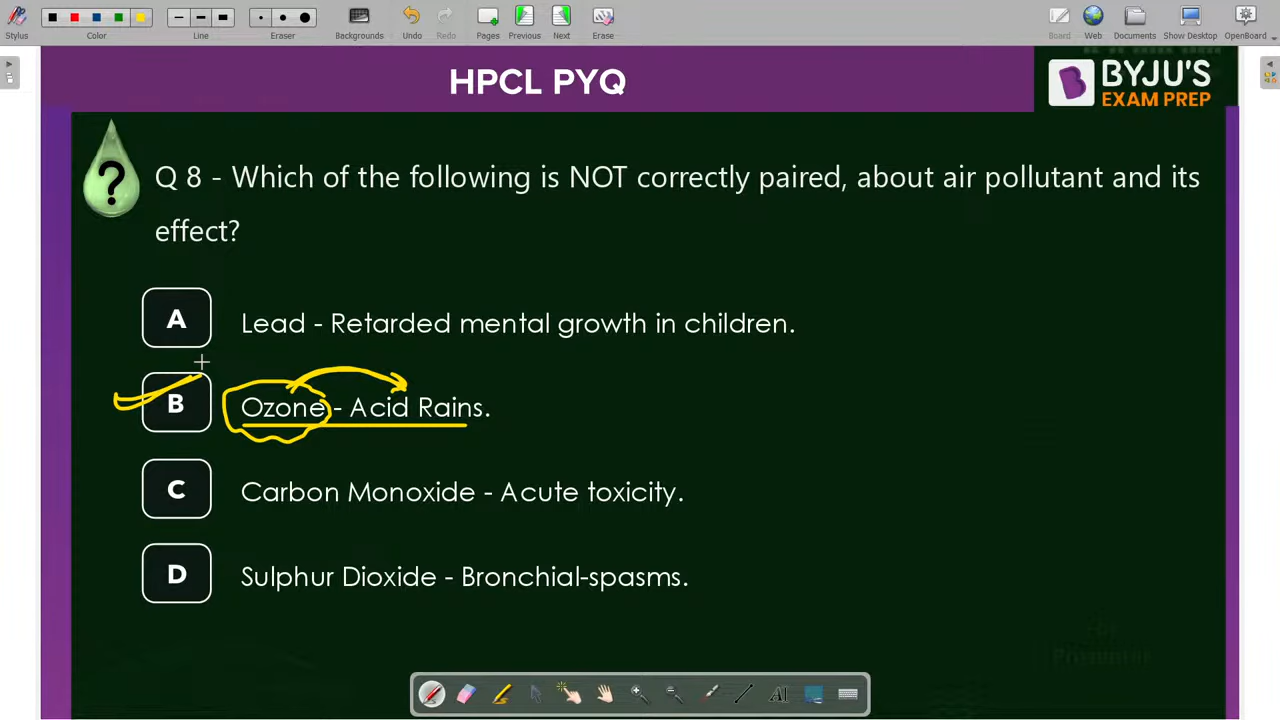 Stylus
Color
Line
Eraser
Backgrounds
Undo
Redo
Pages
Previous
Next
Erase
Board
Web
Documents
Show Desktop
OpenBoard
HPCL PYQ
BYJU'S
EXAM PREP
Q 8 - Which of the following is NOT correctly paired, about air pollutant and its
effect?
A
Lead - Retarded mental growth in children.
B
Ozone - Acid Rains.
C
Carbon Monoxide - Acute toxicity.
D
Sulphur Dioxide - Bronchial-spasms.